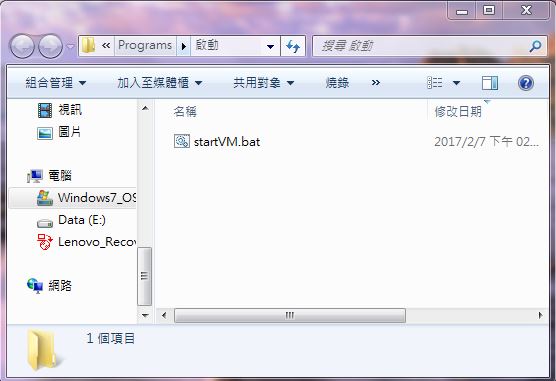 « Programs ▸ 啟動
搜尋 啟動
組合管理 加入至媒體櫃 共用對象 燒錄 »
視訊
圖片
電腦
Windows7_OS
Data (E:)
Lenovo_Recov
網路
名稱 修改日期
startVM.bat 2017/2/7 下午 02...
1 個項目